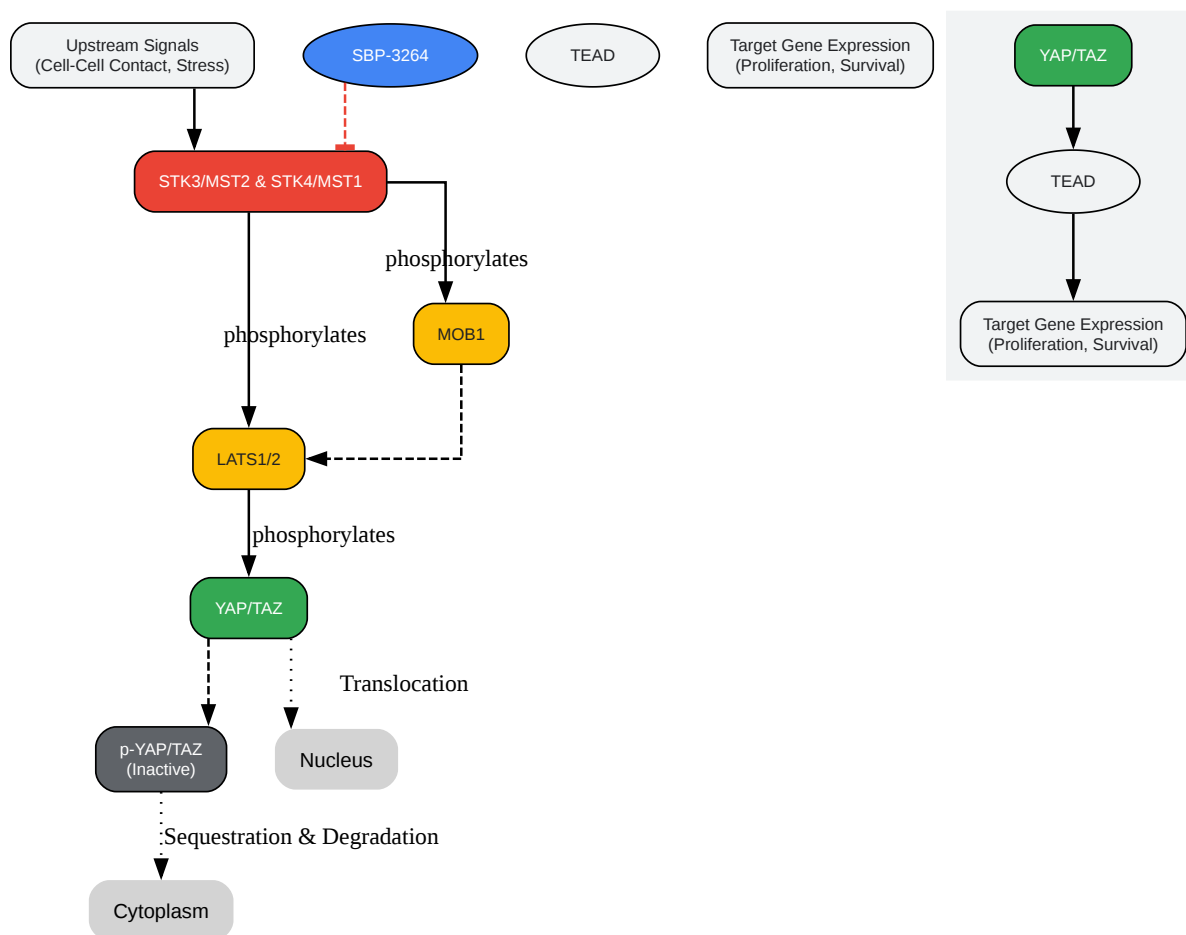 Upstream Signals
(Cell-Cell Contact, Stress)
SBP-3264
TEAD
Target Gene Expression
(Proliferation, Survival)
YAP/TAZ
STK3/MST2 & STK4/MST1
TEAD
phosphorylates
phosphorylates
MOB1
Target Gene Expression
(Proliferation, Survival)
LATS1/2
phosphorylates
YAP/TAZ
Translocation
p-YAP/TAZ
(Inactive)
Nucleus
Sequestration & Degradation
Cytoplasm